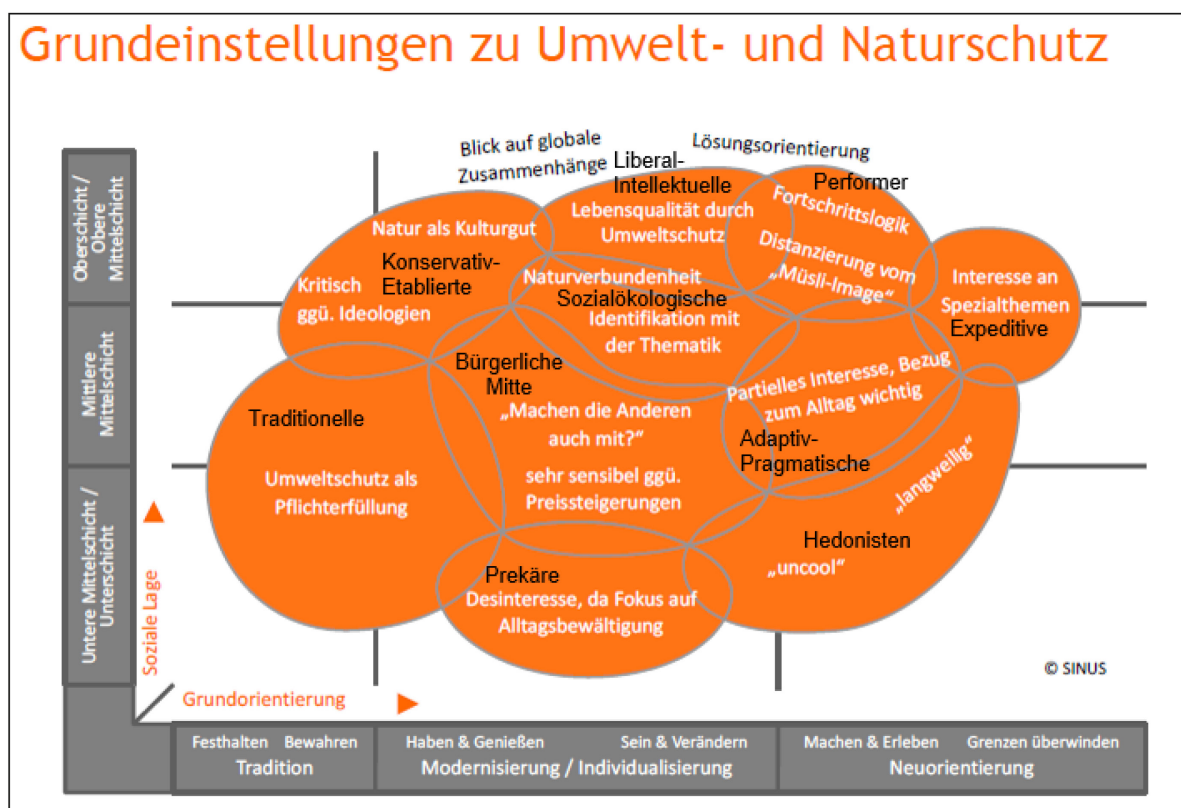 Grundeinstellungen zu Umwelt- und Naturschutz
Oberschicht /
Obere
Mittelschicht
Mittlere
Mittelschicht
Untere Mittelschicht /
Unterschicht
Soziale Lage
Blick auf globale
Zusammenhänge
Lösungsorientierung
Liberal-
Intellektuelle
Lebensqualität durch
Umweltschutz
Performer
Fortschrittslogik
Distanzierung vom
„Müsli-Image“
Natur als Kulturgut
Konservativ-
Etablierte
Kritisch
ggü. Ideologien
Naturverbundenheit
Sozialökologische
Identifikation mit
der Thematik
Interesse an
Spezialthemen
Expeditive
Bürgerliche
Mitte
„Machen die Anderen
auch mit?“
sehr sensibel ggü.
Preissteigerungen
Partielles Interesse, Bezug
zum Alltag wichtig
Adaptiv-
Pragmatische
Traditionelle
Umweltschutz als
Pflichterfüllung
„langweilig“
Hedonisten
„uncool“
Prekäre
Desinteresse, da Fokus auf
Alltagsbewältigung
© SINUS
Grundorientierung
Festhalten Bewahren
Tradition
Haben & Genießen Sein & Verändern
Modernisierung / Individualisierung
Machen & Erleben Grenzen überwinden
Neuorientierung